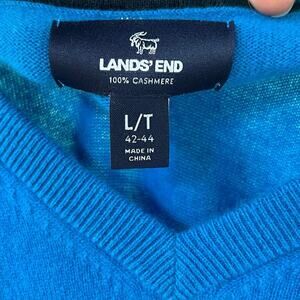 LANDS' END
100% CASHMERE
L/T
42-44
MADE IN
CHINA